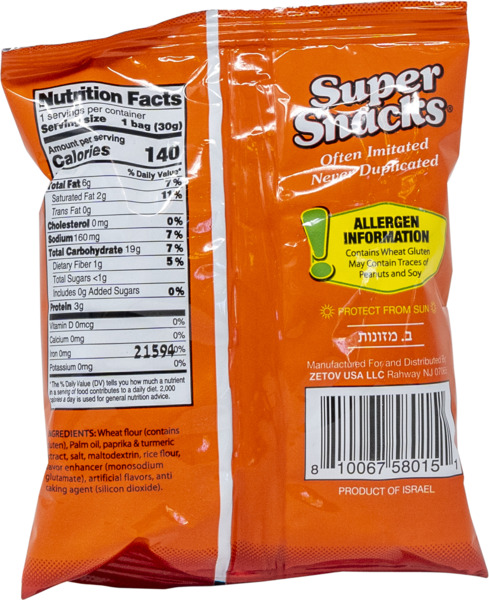 Nutrition Facts
1 servings per container
Serving size 1 bag (30g)
Amount per serving
Calories 140
% Daily Value*
Total Fat 6g 7%
Saturated Fat 2g 11%
Trans Fat 0g
Cholesterol 0mg 0%
Sodium 160mg 7%
Total Carbohydrate 19g 7%
Dietary Fiber 1g 5%
Total Sugars <1g
Includes 0g Added Sugars 0%
Protein 3g
Vitamin D 0mcg 0%
Calcium 0mg 0%
Iron 0mg 0%
21594
Potassium 0mg 0%
*The % Daily Value (DV) tells you how much a nutrient
in a serving of food contributes to a daily diet. 2,000
calories a day is used for general nutrition advice.
INGREDIENTS: Wheat flour (contains
gluten), Palm oil, paprika & turmeric
extract, salt, maltodextrin, rice flour,
flavor enhancer (monosodium
glutamate), artificial flavors, anti
caking agent (silicon dioxide).
Super
Snacks®
Often Imitated
Never Duplicated
ALLERGEN
INFORMATION
Contains Wheat Gluten
May Contain Traces of
Peanuts and Soy
PROTECT FROM SUN
ב. מזונות
Manufactured For and Distributed By
ZETOV USA LLC Rahway NJ
8 10067 58015 1
PRODUCT OF ISRAEL